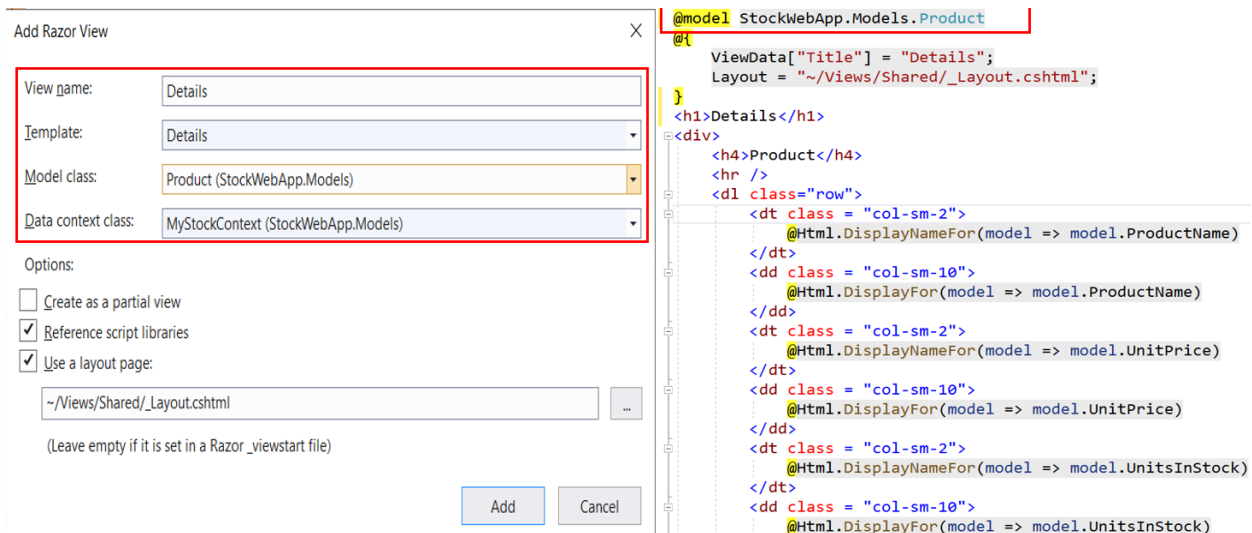 Add Razor View
View name:
Details
Template:
Details
Model class:
Product (StockWebApp.Models)
Data context class:
MyStockContext (StockWebApp.Models)
Options:
Create as a partial view
Reference script libraries
Use a layout page:
~/Views/Shared/_Layout.cshtml
...
(Leave empty if it is set in a Razor _viewstart file)
Add
Cancel
@model StockWebApp.Models.Product
@{
    ViewData["Title"] = "Details";
    Layout = "~/Views/Shared/_Layout.cshtml";
}
<h1>Details</h1>
<div>
    <h4>Product</h4>
    <hr />
    <dl class="row">
        <dt class = "col-sm-2">
            @Html.DisplayNameFor(model => model.ProductName)
        </dt>
        <dd class = "col-sm-10">
            @Html.DisplayFor(model => model.ProductName)
        </dd>
        <dt class = "col-sm-2">
            @Html.DisplayNameFor(model => model.UnitPrice)
        </dt>
        <dd class = "col-sm-10">
            @Html.DisplayFor(model => model.UnitPrice)
        </dd>
        <dt class = "col-sm-2">
            @Html.DisplayNameFor(model => model.UnitsInStock)
        </dt>
        <dd class = "col-sm-10">
            @Html.DisplayFor(model => model.UnitsInStock)